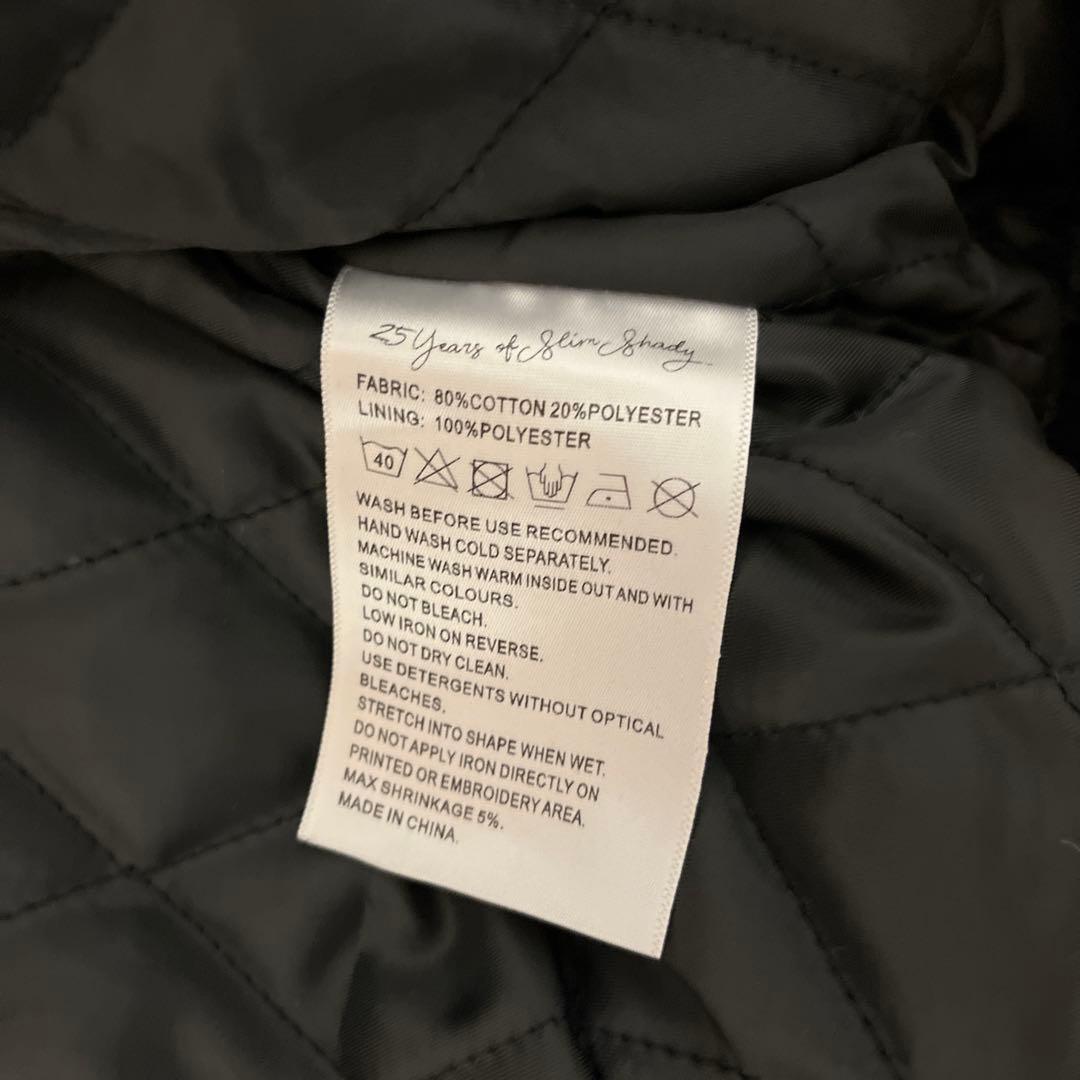 25 Years of Slim Shady
FABRIC: 80%COTTON 20%POLYESTER
LINING: 100%POLYESTER
40
WASH BEFORE USE RECOMMENDED.
HAND WASH COLD SEPARATELY.
MACHINE WASH WARM INSIDE OUT AND WITH
SIMILAR COLOURS.
DO NOT BLEACH.
LOW IRON ON REVERSE.
DO NOT DRY CLEAN.
USE DETERGENTS WITHOUT OPTICAL
BLEACHES.
STRETCH INTO SHAPE WHEN WET.
DO NOT APPLY IRON DIRECTLY ON
PRINTED OR EMBROIDERY AREA.
MAX SHRINKAGE 5%.
MADE IN CHINA.